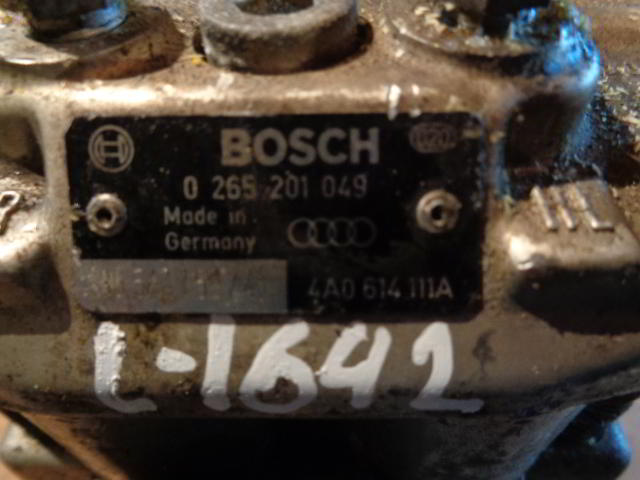 BOSCH
0 265 201 049
Made in
Germany
4A0 614 111A
L-1642